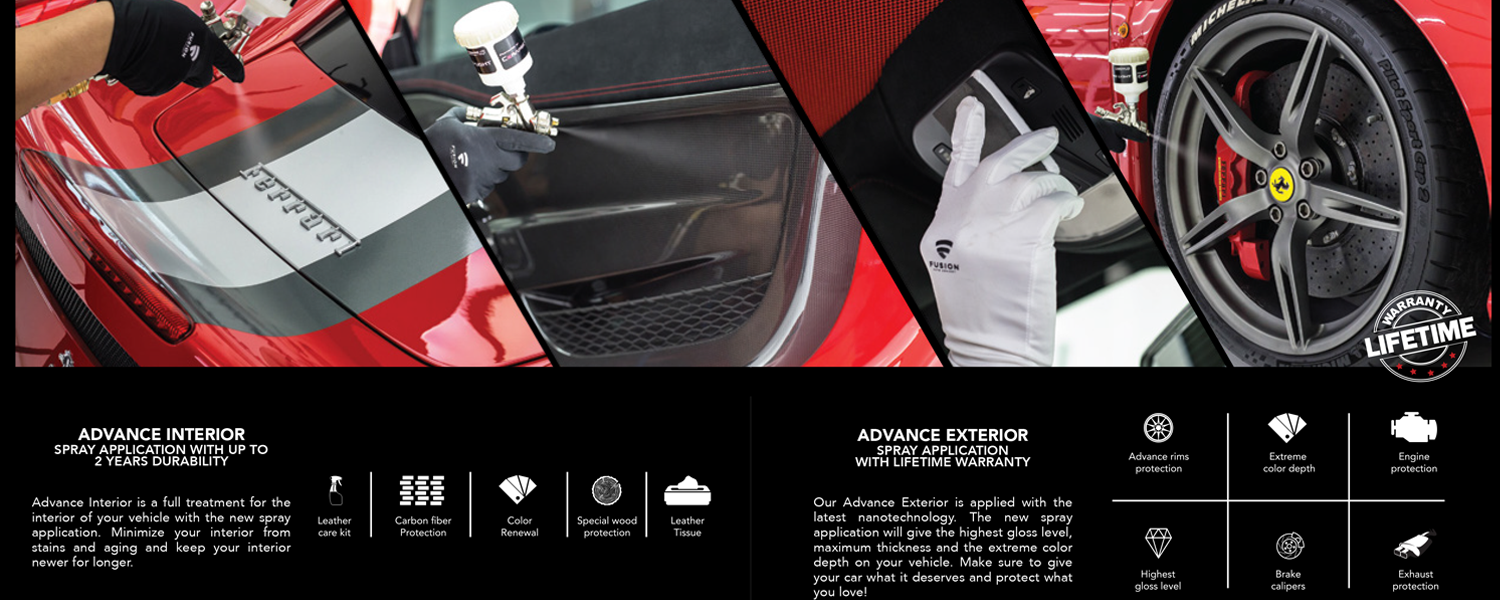 Ferrari
FUSION
FUSION
FUSION
MICHELIN
Pilot Sport Cup 2
WARRANTY
LIFETIME
ADVANCE INTERIOR
SPRAY APPLICATION WITH UP TO
2 YEARS DURABILITY
Advance Interior is a full treatment for the
interior of your vehicle with the new spray
application. Minimize your interior from
stains and aging and keep your interior
newer for longer.
Leather
care kit
Carbon fiber
Protection
Color
Renewal
Special wood
protection
Leather
Tissue
ADVANCE EXTERIOR
SPRAY APPLICATION
WITH LIFETIME WARRANTY
Our Advance Exterior is applied with the
latest nanotechnology. The new spray
application will give the highest gloss level,
maximum thickness and the extreme color
depth on your vehicle. Make sure to give
your car what it deserves and protect what
you love!
Advance rims
protection
Extreme
color depth
Engine
protection
Highest
gloss level
Brake
calipers
Exhaust
protection